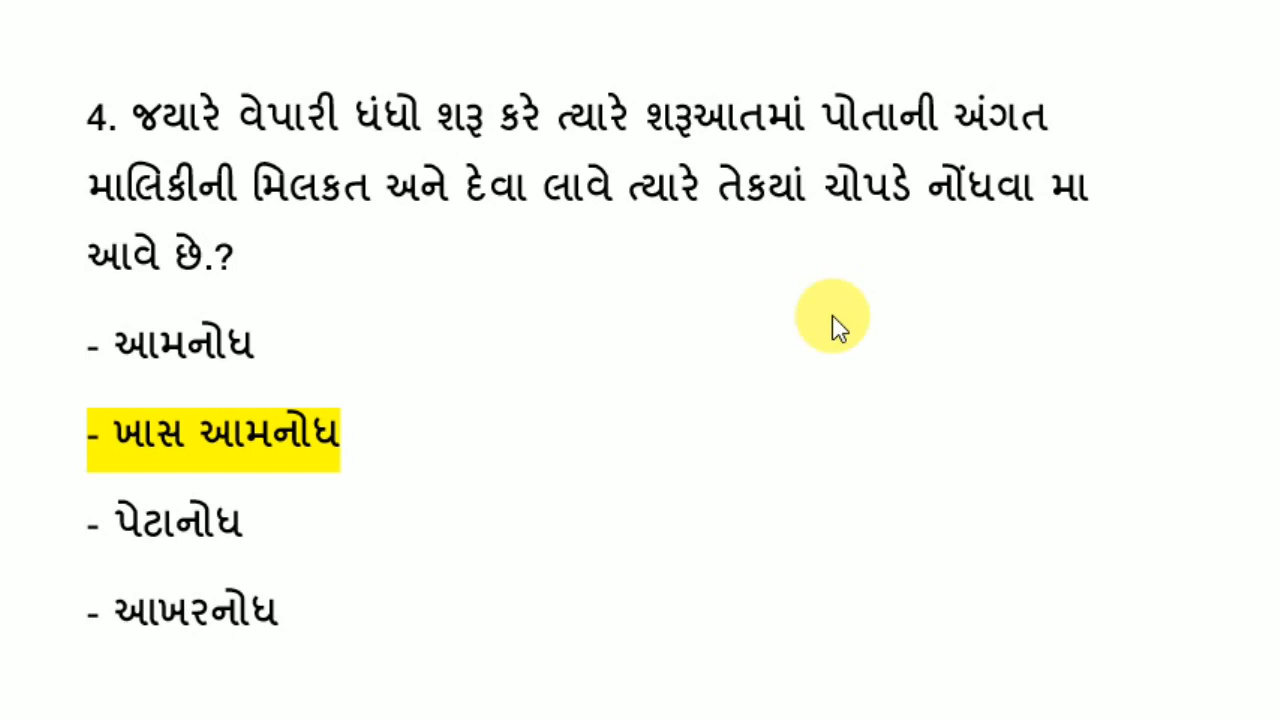 4. જયારે વેપારી ધંધો શરૂ કરે ત્યારે શરૂઆતમાં પોતાની અંગત
માલિકીની મિલકત અને દેવા લાવે ત્યારે તેકયાં ચોપડે નોંધવા મા
આવે છે.?
- આમનોધ
- ખાસ આમનોધ
- પેટાનોધ
- આખરનોધ